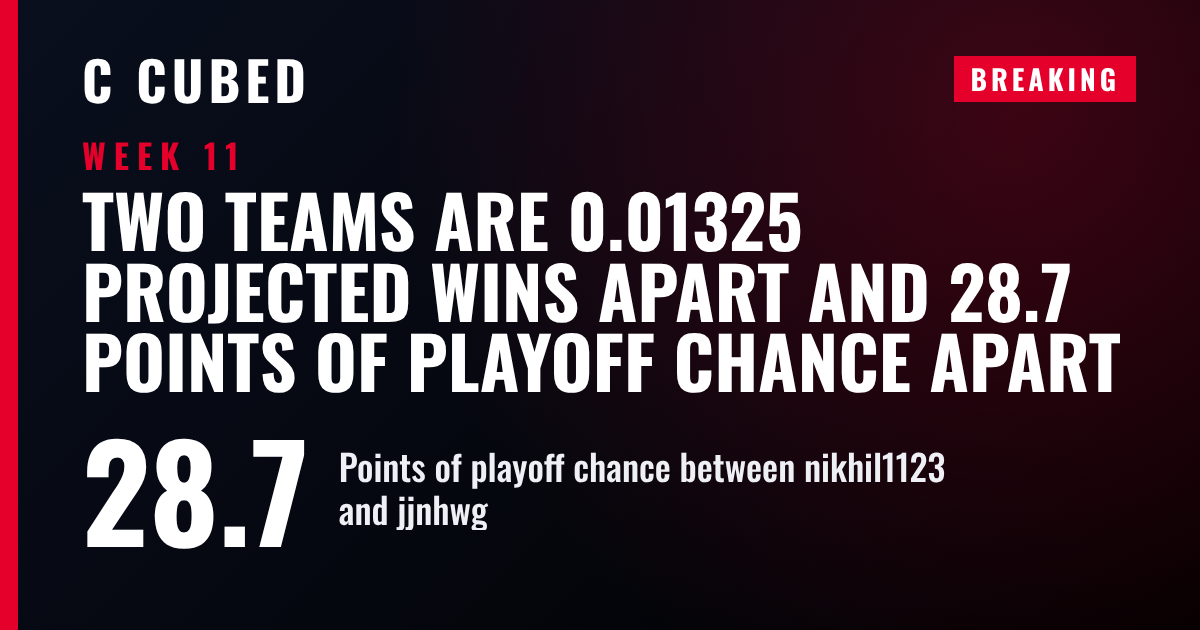 C CUBED
BREAKING
WEEK 11
TWO TEAMS ARE 0.01325
PROJECTED WINS APART AND 28.7
POINTS OF PLAYOFF CHANCE APART
28.7
Points of playoff chance between nikhil1123
and jjnhwg